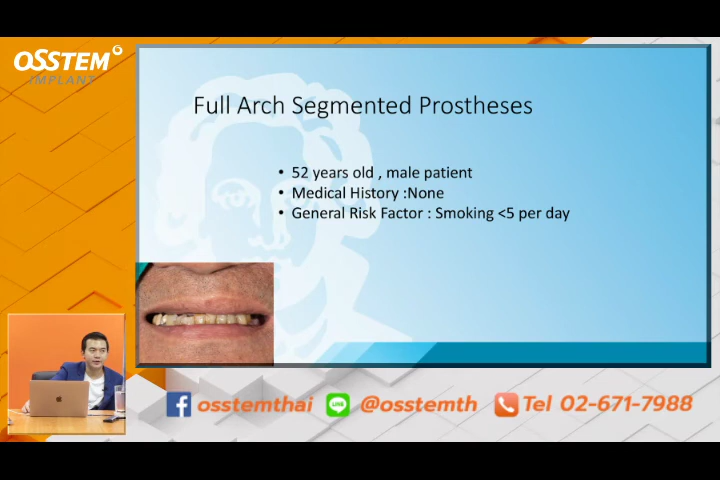 OSSTEM
IMPLANT
Full Arch Segmented Prostheses
• 52 years old , male patient
• Medical History :None
• General Risk Factor : Smoking <5 per day
osstemthai
LINE
@osstemth
Tel 02-671-7988